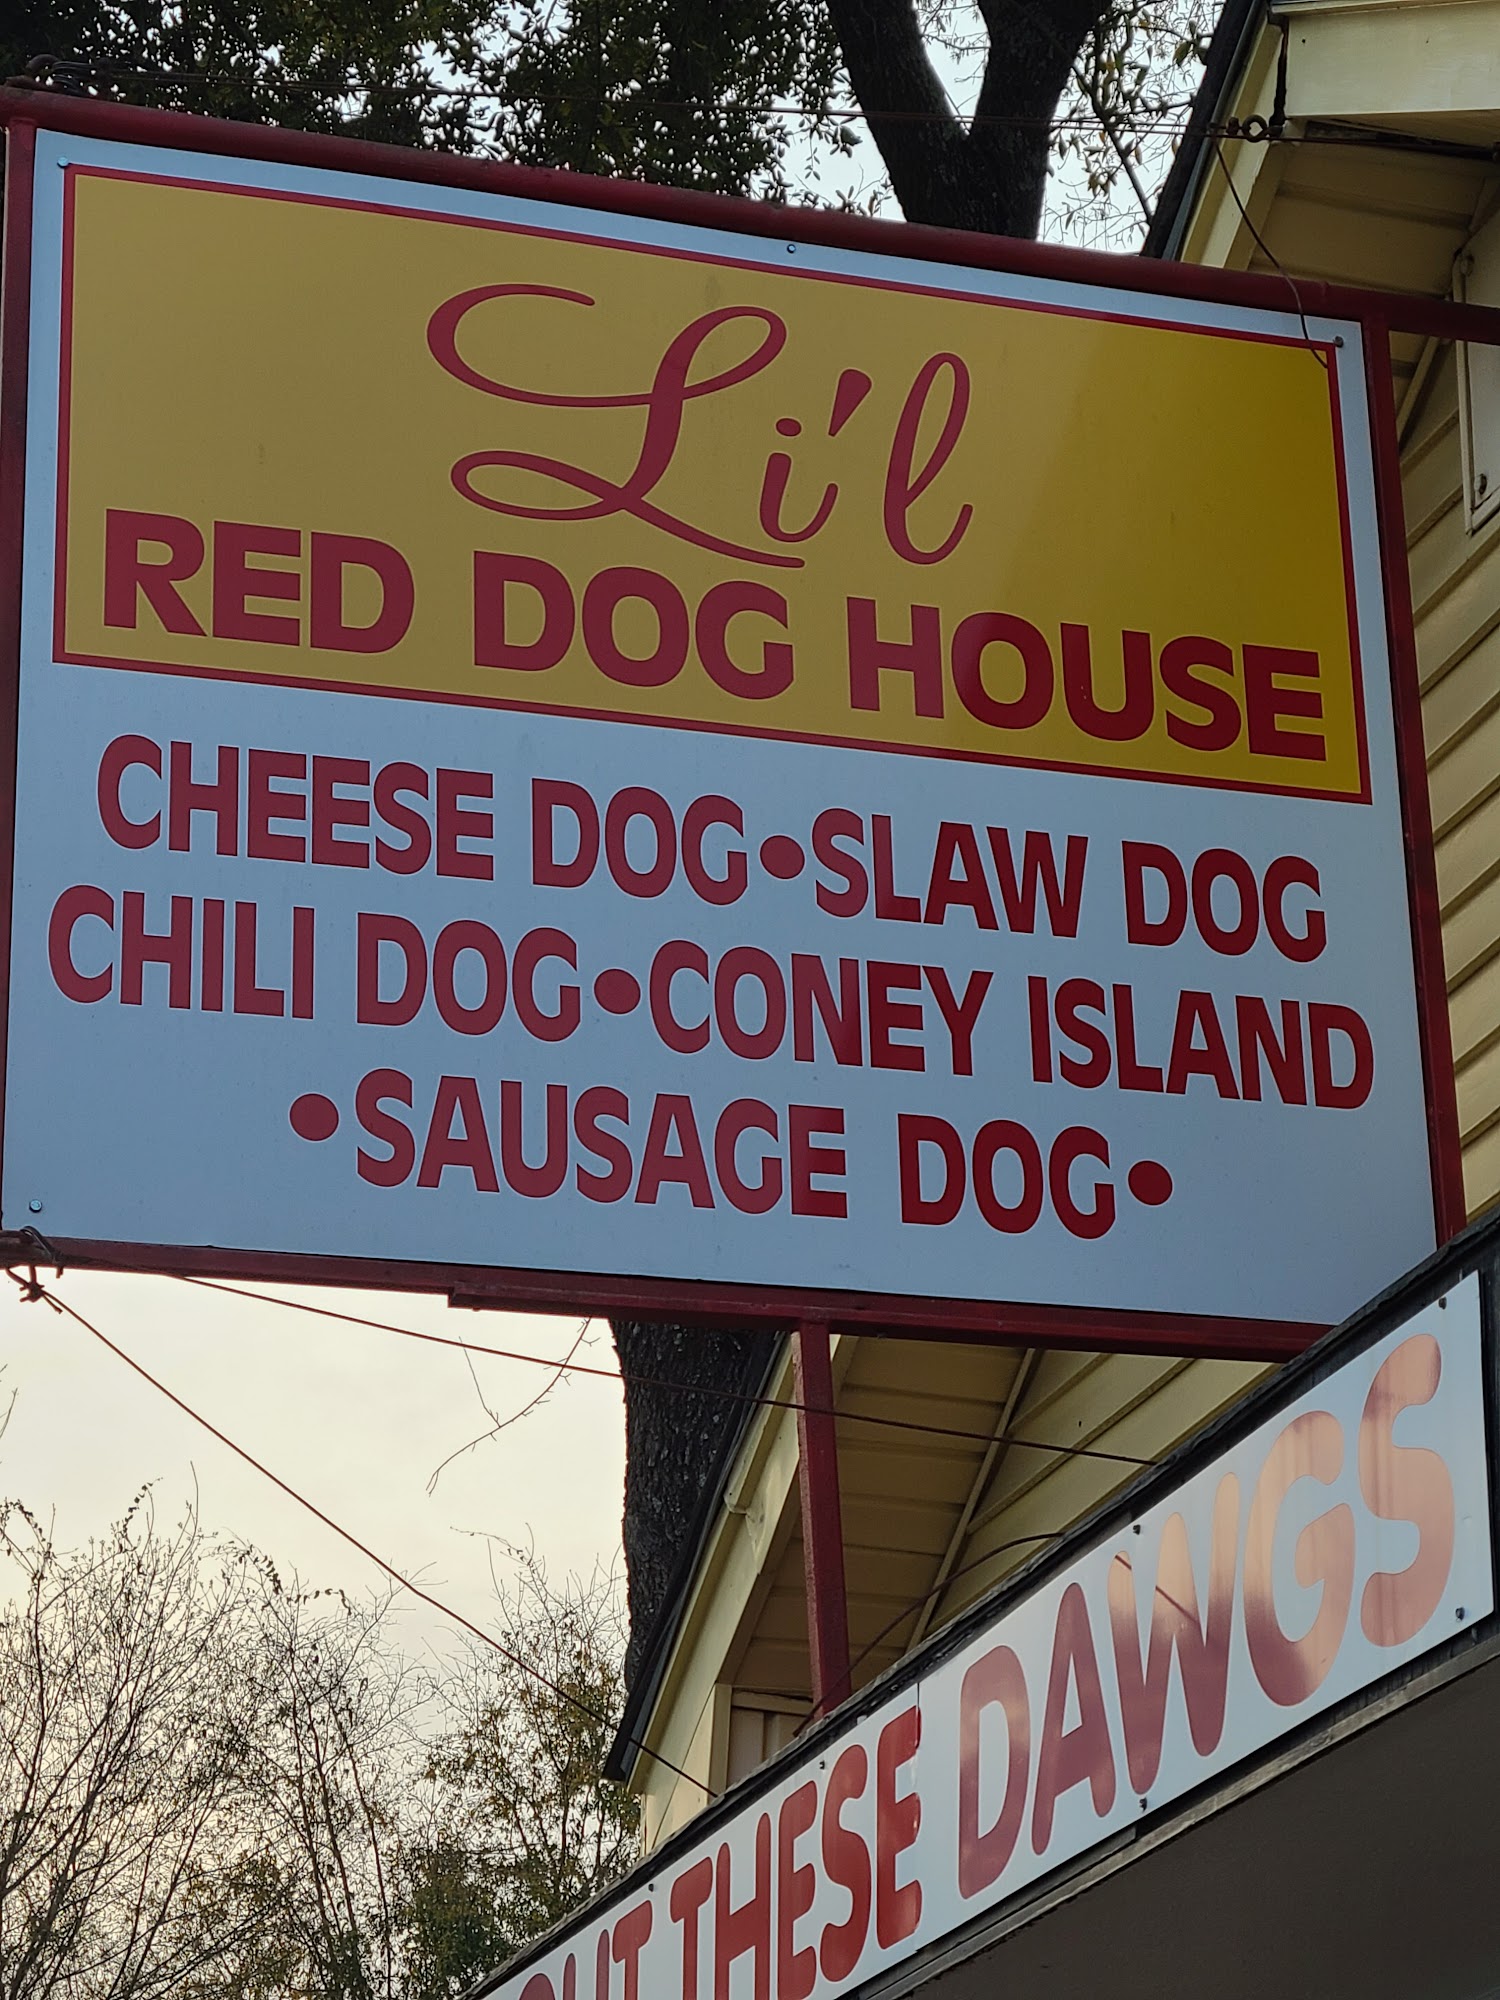 Li'l
RED DOG HOUSE
CHEESE DOG•SLAW DOG
CHILI DOG•CONEY ISLAND
•SAUSAGE DOG•
THESE DAWGS